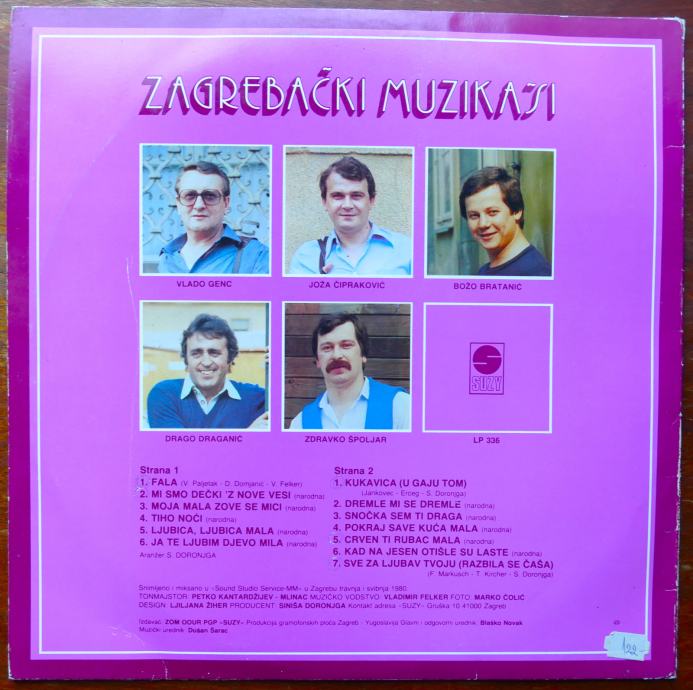 ZAGREBAČKI MUZIKAŠI
VLADO GENC
JOŽA ČIPRAKOVIĆ
BOŽO BRATANIĆ
SUZY
DRAGO DRAGANIĆ
ZDRAVKO ŠPOLJAR
LP 336
Strana 1
1. FALA (V. Paljetak - D. Domjanić - V. Felker)
2. MI SMO DEČKI 'Z NOVE VESI (narodna)
3. MOJA MALA ZOVE SE MICI (narodna)
4. TIHO NOĆI (narodna)
5. LJUBICA, LJUBICA MALA (narodna)
6. JA TE LJUBIM DJEVO MILA (narodna)
Aranžer S. DORONJGA
Strana 2
1. KUKAVICA (U GAJU TOM)
(Jankovec - Erceg - S. Doronjga)
2. DREMLE MI SE DREMLE (narodna)
3. SNOČKA SEM TI DRAGA (narodna)
4. POKRAJ SAVE KUĆA MALA (narodna)
5. CRVEN TI RUBAC MALA (narodna)
6. KAD NA JESEN OTIŠLE SU LASTE (narodna)
7. SVE ZA LJUBAV TVOJU (RAZBILA SE ČAŠA)
(F. Markusch - T. Kircher - S. Doronjga)
Snimljeno i miksano u »Sound Studio Service-MM« u Zagrebu travnja i svibnja 1980.
TONMAJSTOR: PETKO KANTARDŽIJEV - MLINAC MUZIČKO VODSTVO: VLADIMIR FELKER FOTO: MARKO ČOLIĆ
DESIGN: LJILJANA ŽIHER PRODUCENT: SINIŠA DORONJGA Kontakt adresa »SUZY« - Gruška 10 41000 Zagreb
Izdavač: ZOM OOUR PGP »SUZY« Produkcija gramofonskih ploča Zagreb - Yugoslavija Glavni i odgovorni urednik: Blaško Novak
Muzički urednik: Dušan Šarac
49
122.-